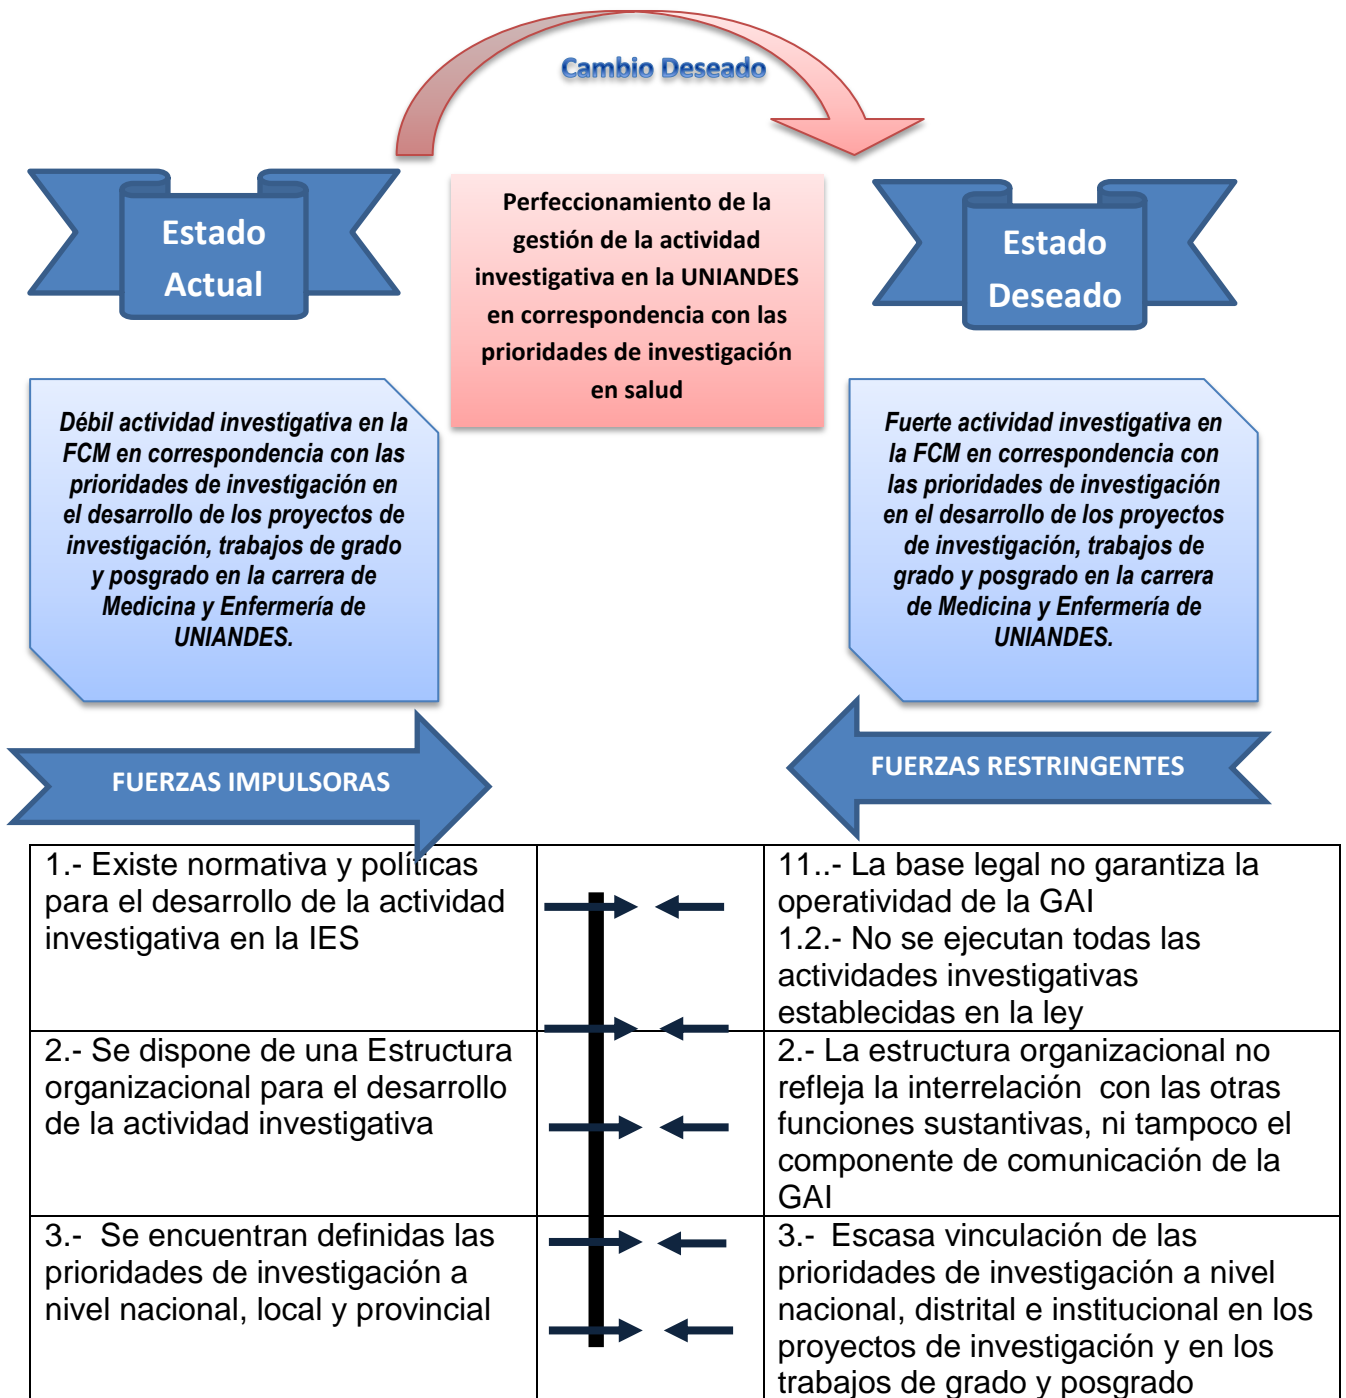 Cambio Deseado
Estado
Actual
Perfeccionamiento de la
gestión de la actividad
investigativa en la UNIANDES
en correspondencia con las
prioridades de investigación
en salud
Estado
Deseado
Débil actividad investigativa en la
FCM en correspondencia con las
prioridades de investigación en
el desarrollo de los proyectos de
investigación, trabajos de grado
y posgrado en la carrera de
Medicina y Enfermería de
UNIANDES.
Fuerte actividad investigativa en
la FCM en correspondencia con
las prioridades de investigación
en el desarrollo de los proyectos
de investigación, trabajos de
grado y posgrado en la carrera
de Medicina y Enfermería de
UNIANDES.
FUERZAS IMPULSORAS
FUERZAS RESTRINGENTES
1.- Existe normativa y políticas
para el desarrollo de la actividad
investigativa en la IES
11..- La base legal no garantiza la
operatividad de la GAI
1.2.- No se ejecutan todas las
actividades investigativas
establecidas en la ley
2.- Se dispone de una Estructura
organizacional para el desarrollo
de la actividad investigativa
2.- La estructura organizacional no
refleja la interrelación  con las otras
funciones sustantivas, ni tampoco el
componente de comunicación de la
GAI
3.-  Se encuentran definidas las
prioridades de investigación a
nivel nacional, local y provincial
3.-  Escasa vinculación de las
prioridades de investigación a nivel
nacional, distrital e institucional en los
proyectos de investigación y en los
trabajos de grado y posgrado